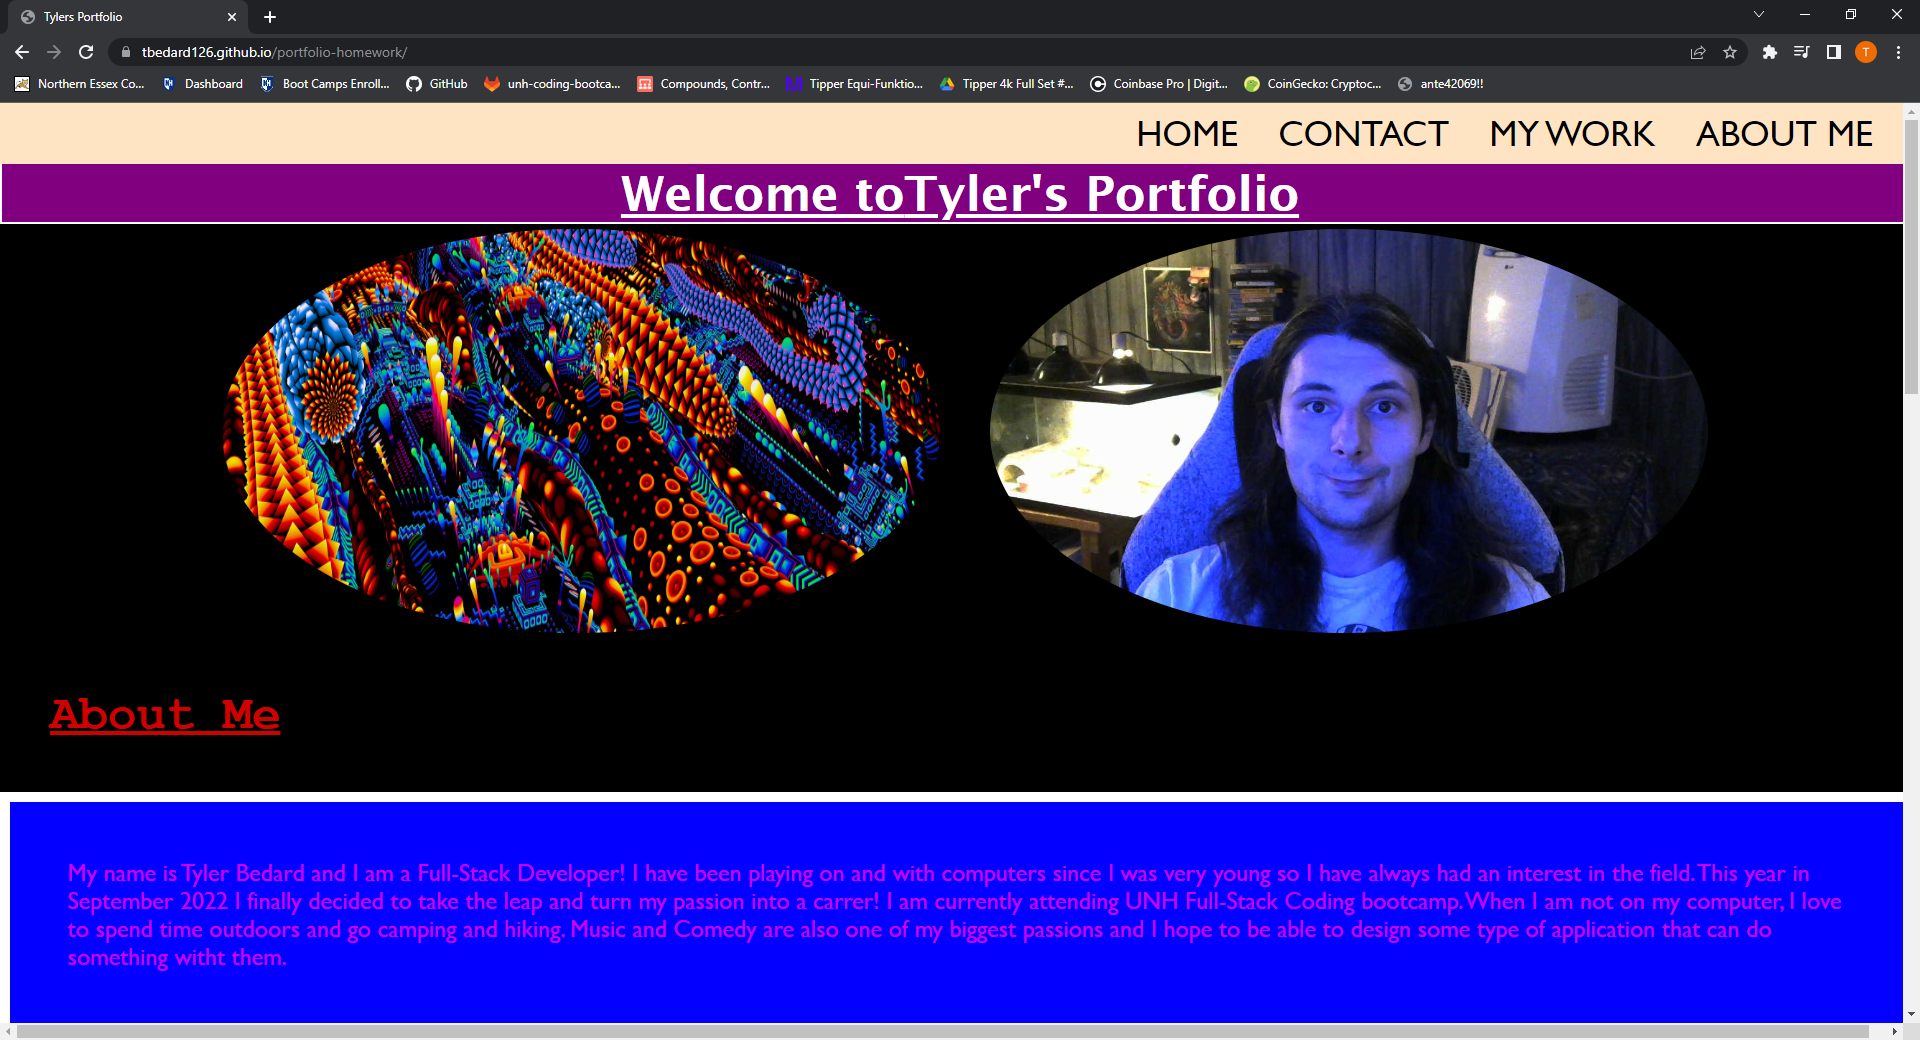 Tylers Portfolio
tbedard126.github.io/portfolio-homework/
T
Northern Essex Co... Dashboard Boot Camps Enroll... GitHub unh-coding-bootca... Compounds, Contr... Tipper Equi-Funktio... Tipper 4k Full Set #... Coinbase Pro | Digit... CoinGecko: Cryptoc... ante42069!!
HOME CONTACT MY WORK ABOUT ME
Welcome toTyler's Portfolio
About Me
My name is Tyler Bedard and I am a Full-Stack Developer! I have been playing on and with computers since I was very young so I have always had an interest in the field. This year in
September 2022 I finally decided to take the leap and turn my passion into a carrer! I am currently attending UNH Full-Stack Coding bootcamp. When I am not on my computer, I love
to spend time outdoors and go camping and hiking. Music and Comedy are also one of my biggest passions and I hope to be able to design some type of application that can do
something witht them.